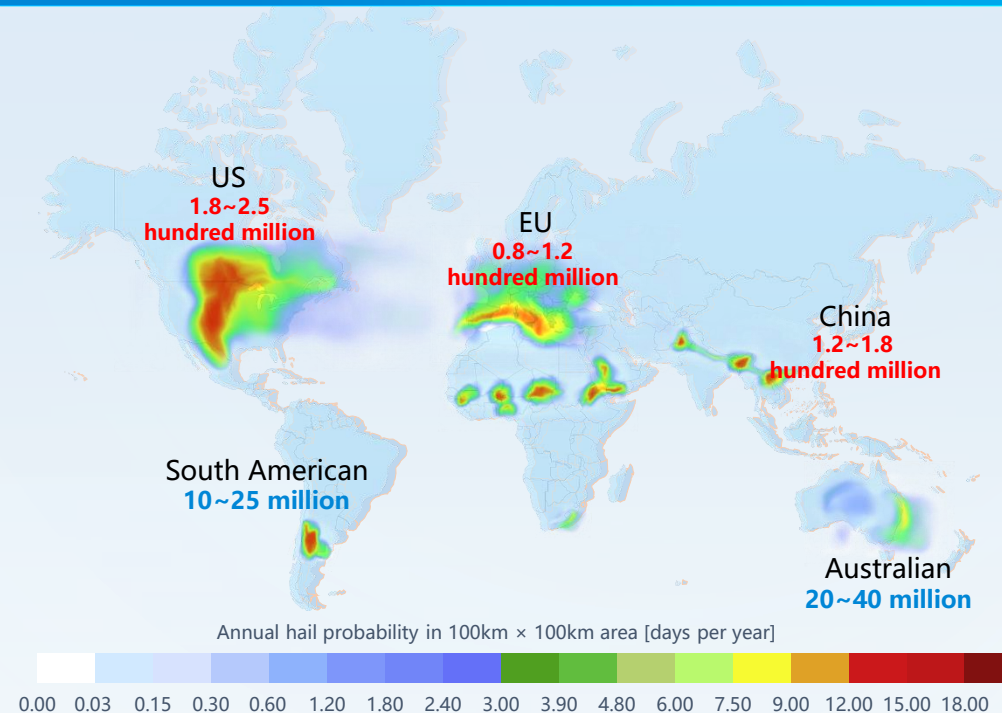 US
1.8~2.5
hundred million
EU
0.8~1.2
hundred million
China
1.2~1.8
hundred million
South American
10~25 million
Australian
20~40 million
Annual hail probability in 100km × 100km area [days per year]
0.00 0.03 0.15 0.30 0.60 1.20 1.80 2.40 3.00 3.90 4.80 6.00 7.50 9.00 12.00 15.00 18.00